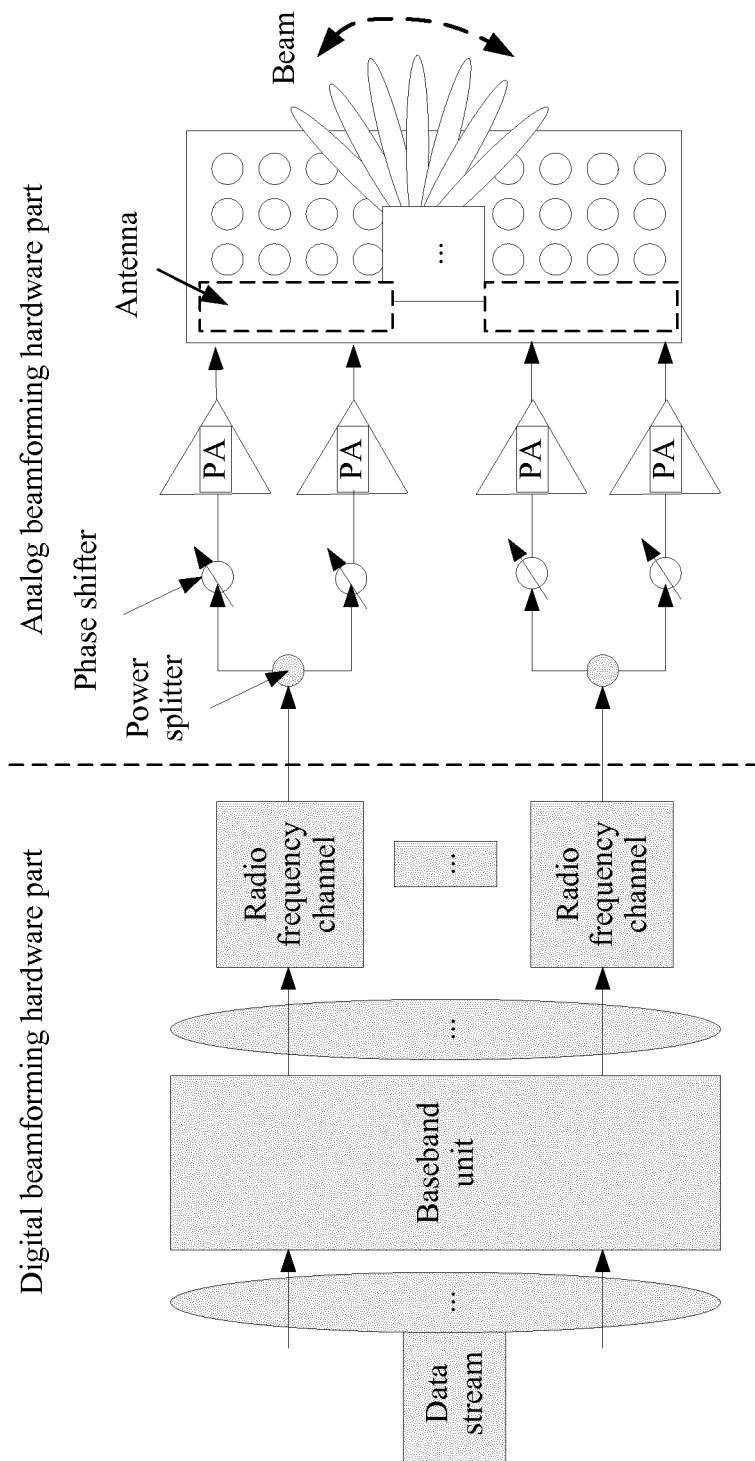 Digital beamforming hardware part
Analog beamforming hardware part
Data
stream
...
Baseband
unit
...
Radio
frequency
channel
...
Radio
frequency
channel
Power
splitter
Phase shifter
PA
PA
PA
PA
Antenna
...
Beam